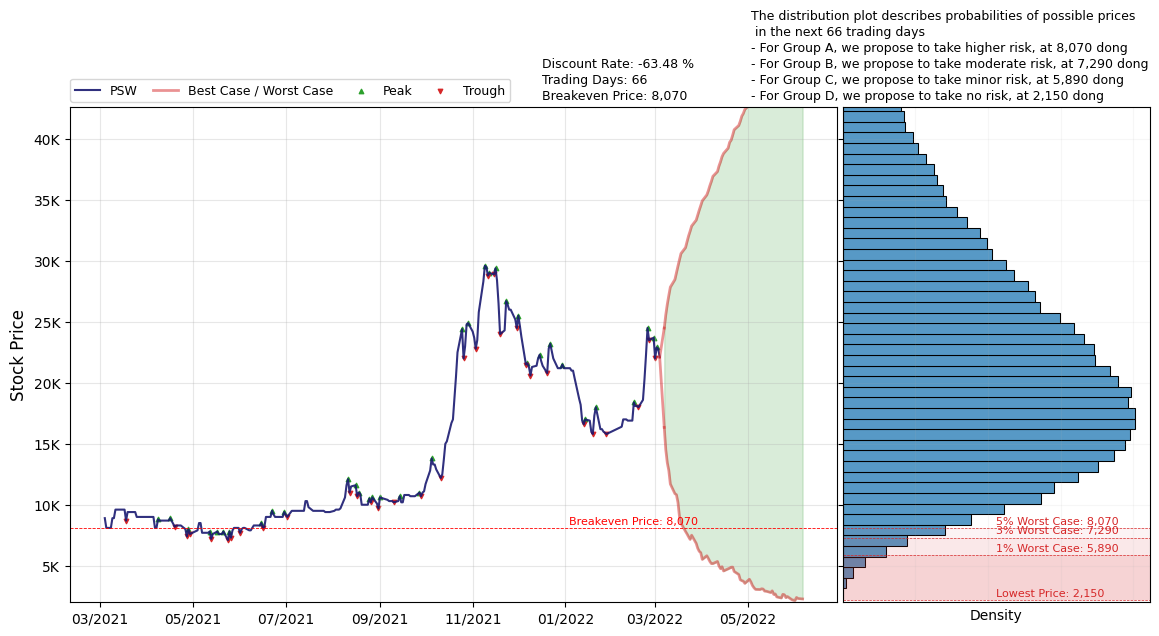 The distribution plot describes probabilities of possible prices
in the next 66 trading days
- For Group A, we propose to take higher risk, at 8,070 dong
- For Group B, we propose to take moderate risk, at 7,290 dong
- For Group C, we propose to take minor risk, at 5,890 dong
- For Group D, we propose to take no risk, at 2,150 dong
Discount Rate: -63.48 %
Trading Days: 66
Breakeven Price: 8,070
PSW
Best Case / Worst Case
Peak
Trough
Stock Price
40K
35K
30K
25K
20K
15K
10K
5K
Breakeven Price: 8,070
03/2021
05/2021
07/2021
09/2021
11/2021
01/2022
03/2022
05/2022
5% Worst Case: 8,070
3% Worst Case: 7,290
1% Worst Case: 5,890
Lowest Price: 2,150
Density